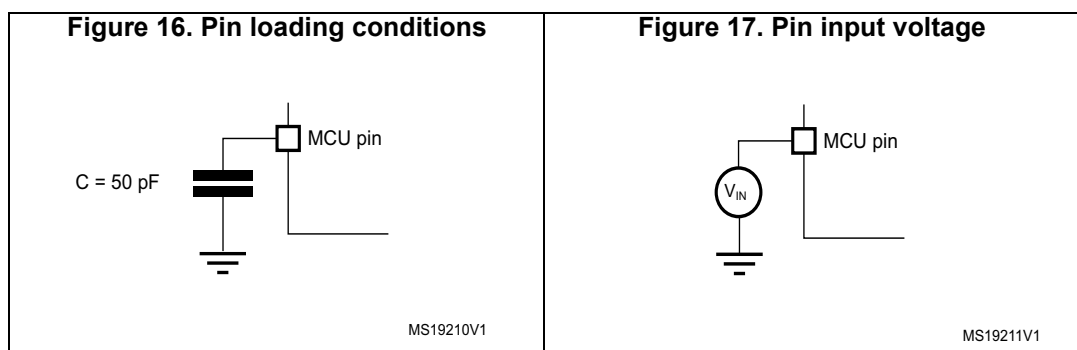 Figure 16. Pin loading conditions
Figure 17. Pin input voltage
MCU pin
C = 50 pF
MS19210V1
MCU pin
VIN
MS19211V1